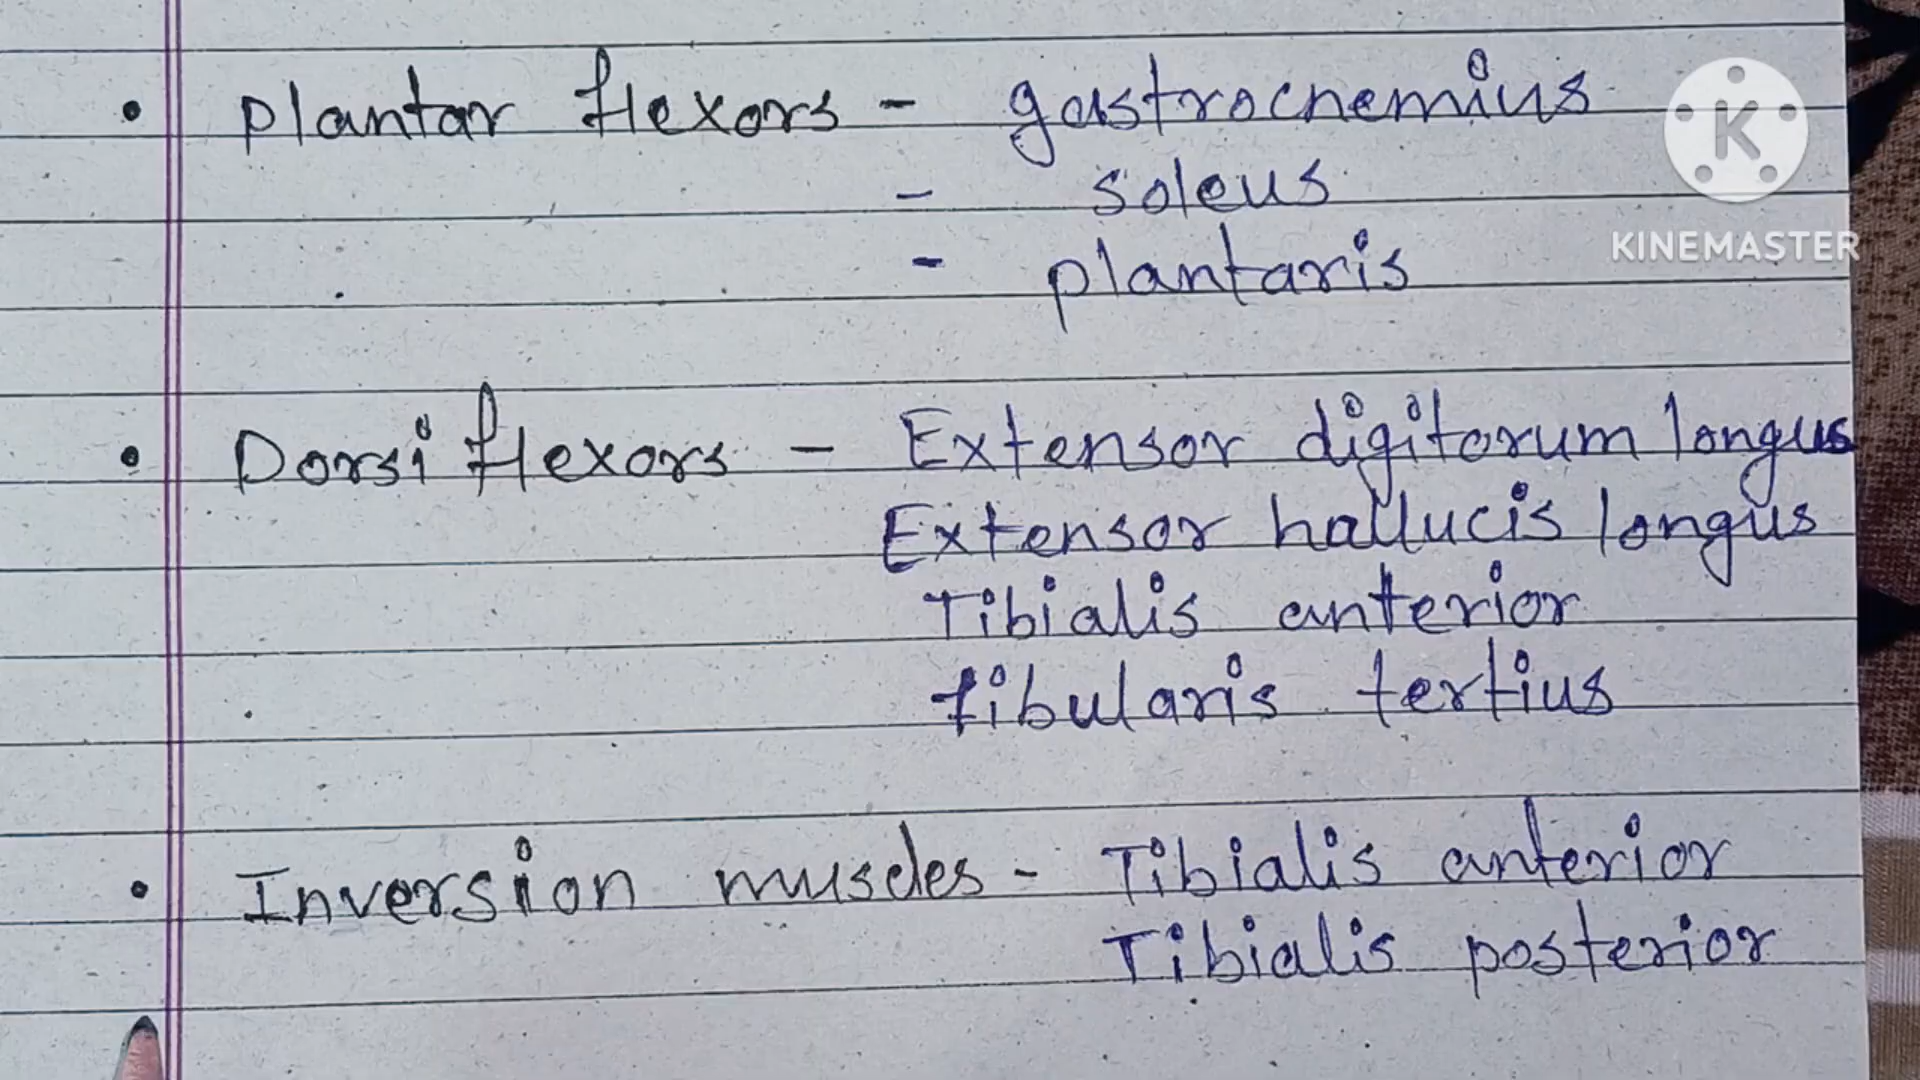 • Plantar flexors - gastrocnemius
- soleus
- plantaris
• Dorsi flexors - Extensor digitorum longus
Extensor hallucis longus
Tibialis anterior
fibularis tertius
• Inversion muscles - Tibialis anterior
Tibialis posterior
K
KINEMASTER